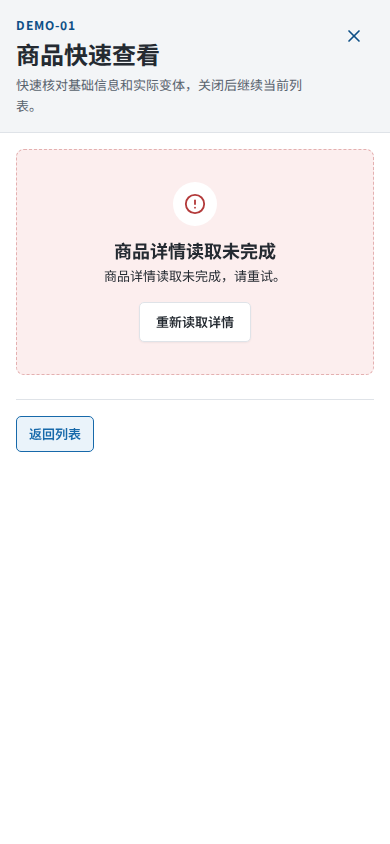 DEMO-01
商品快速查看
快速核对基础信息和实际变体，关闭后继续当前列
表。
商品详情读取未完成
商品详情读取未完成，请重试。
重新读取详情
返回列表